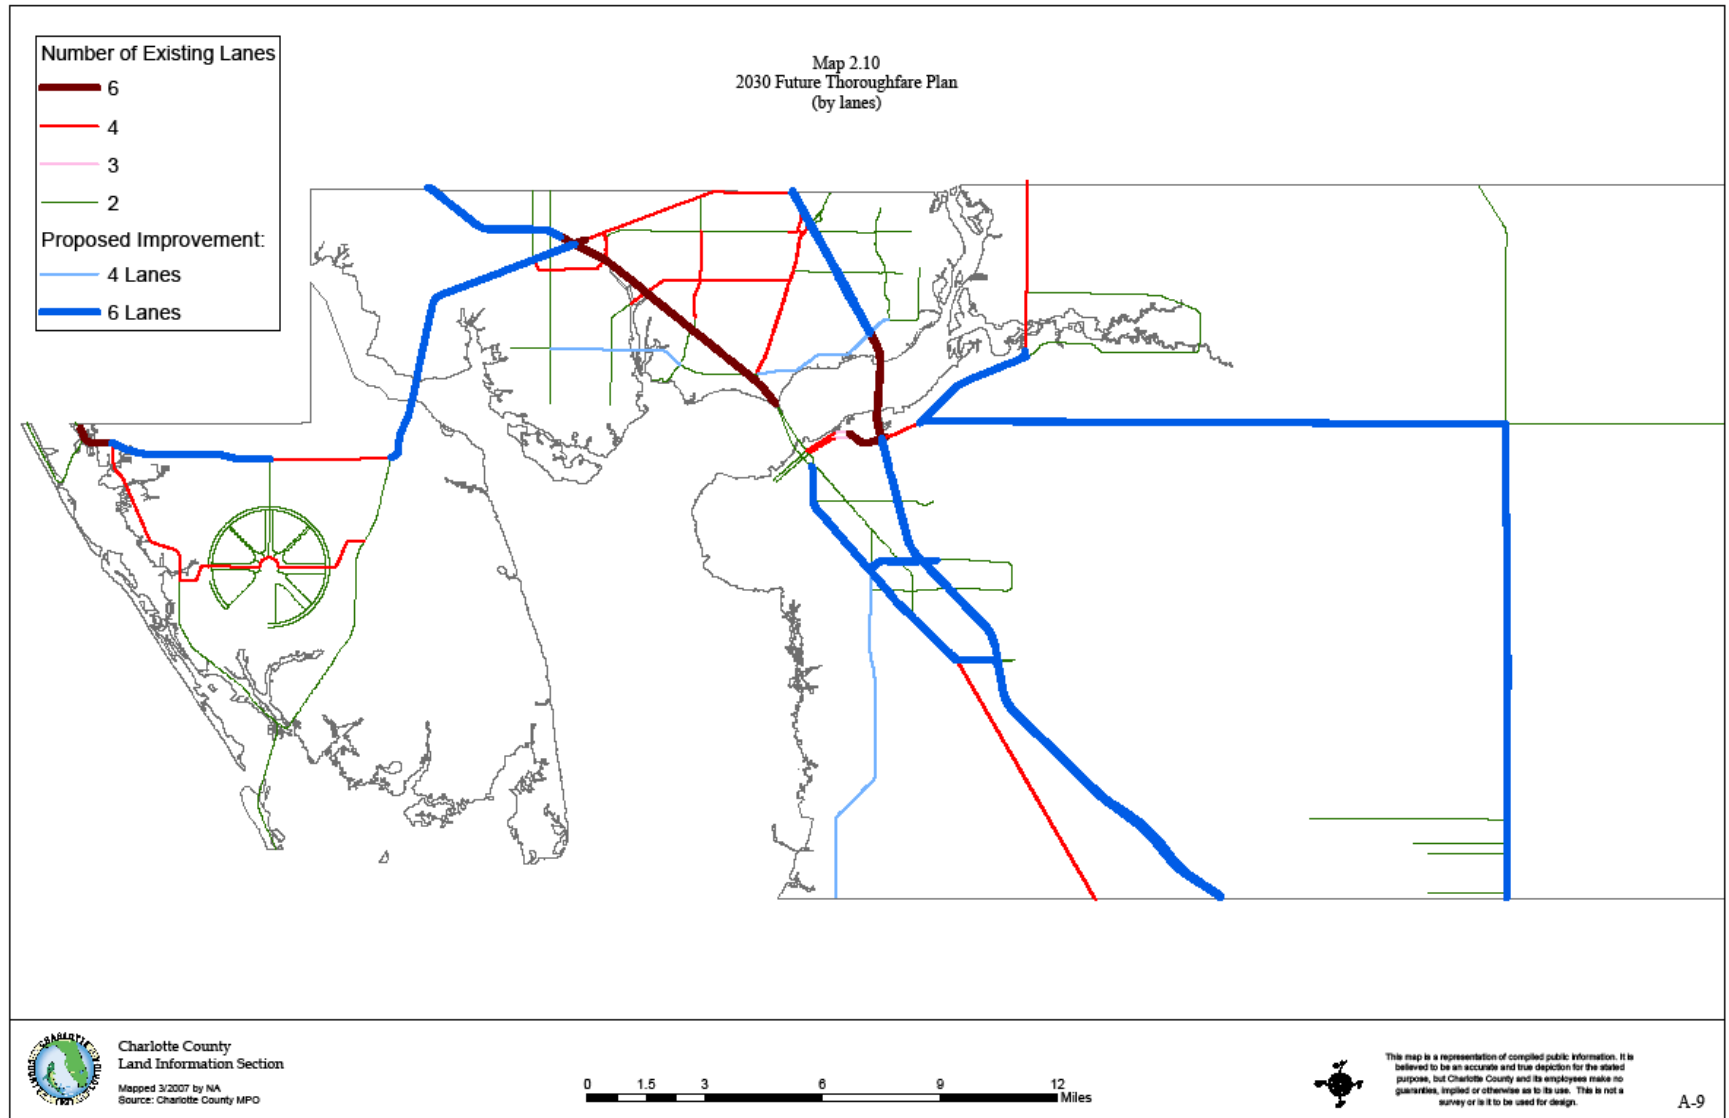 Number of Existing Lanes
6
4
3
2
Proposed Improvement:
4 Lanes
6 Lanes
Map 2.10
2030 Future Thoroughfare Plan
(by lanes)
Charlotte County
Land Information Section
Mapped 3/2007 by NA
Source: Charlotte County MPO
0 1.5 3 6 9 12
Miles
This map is a representation of compiled public information. It is
believed to be an accurate and true depiction for the stated
purpose, but Charlotte County and its employees make no
guaranties, implied or otherwise as to its use. This is not a
survey or is it to be used for design.
A-9